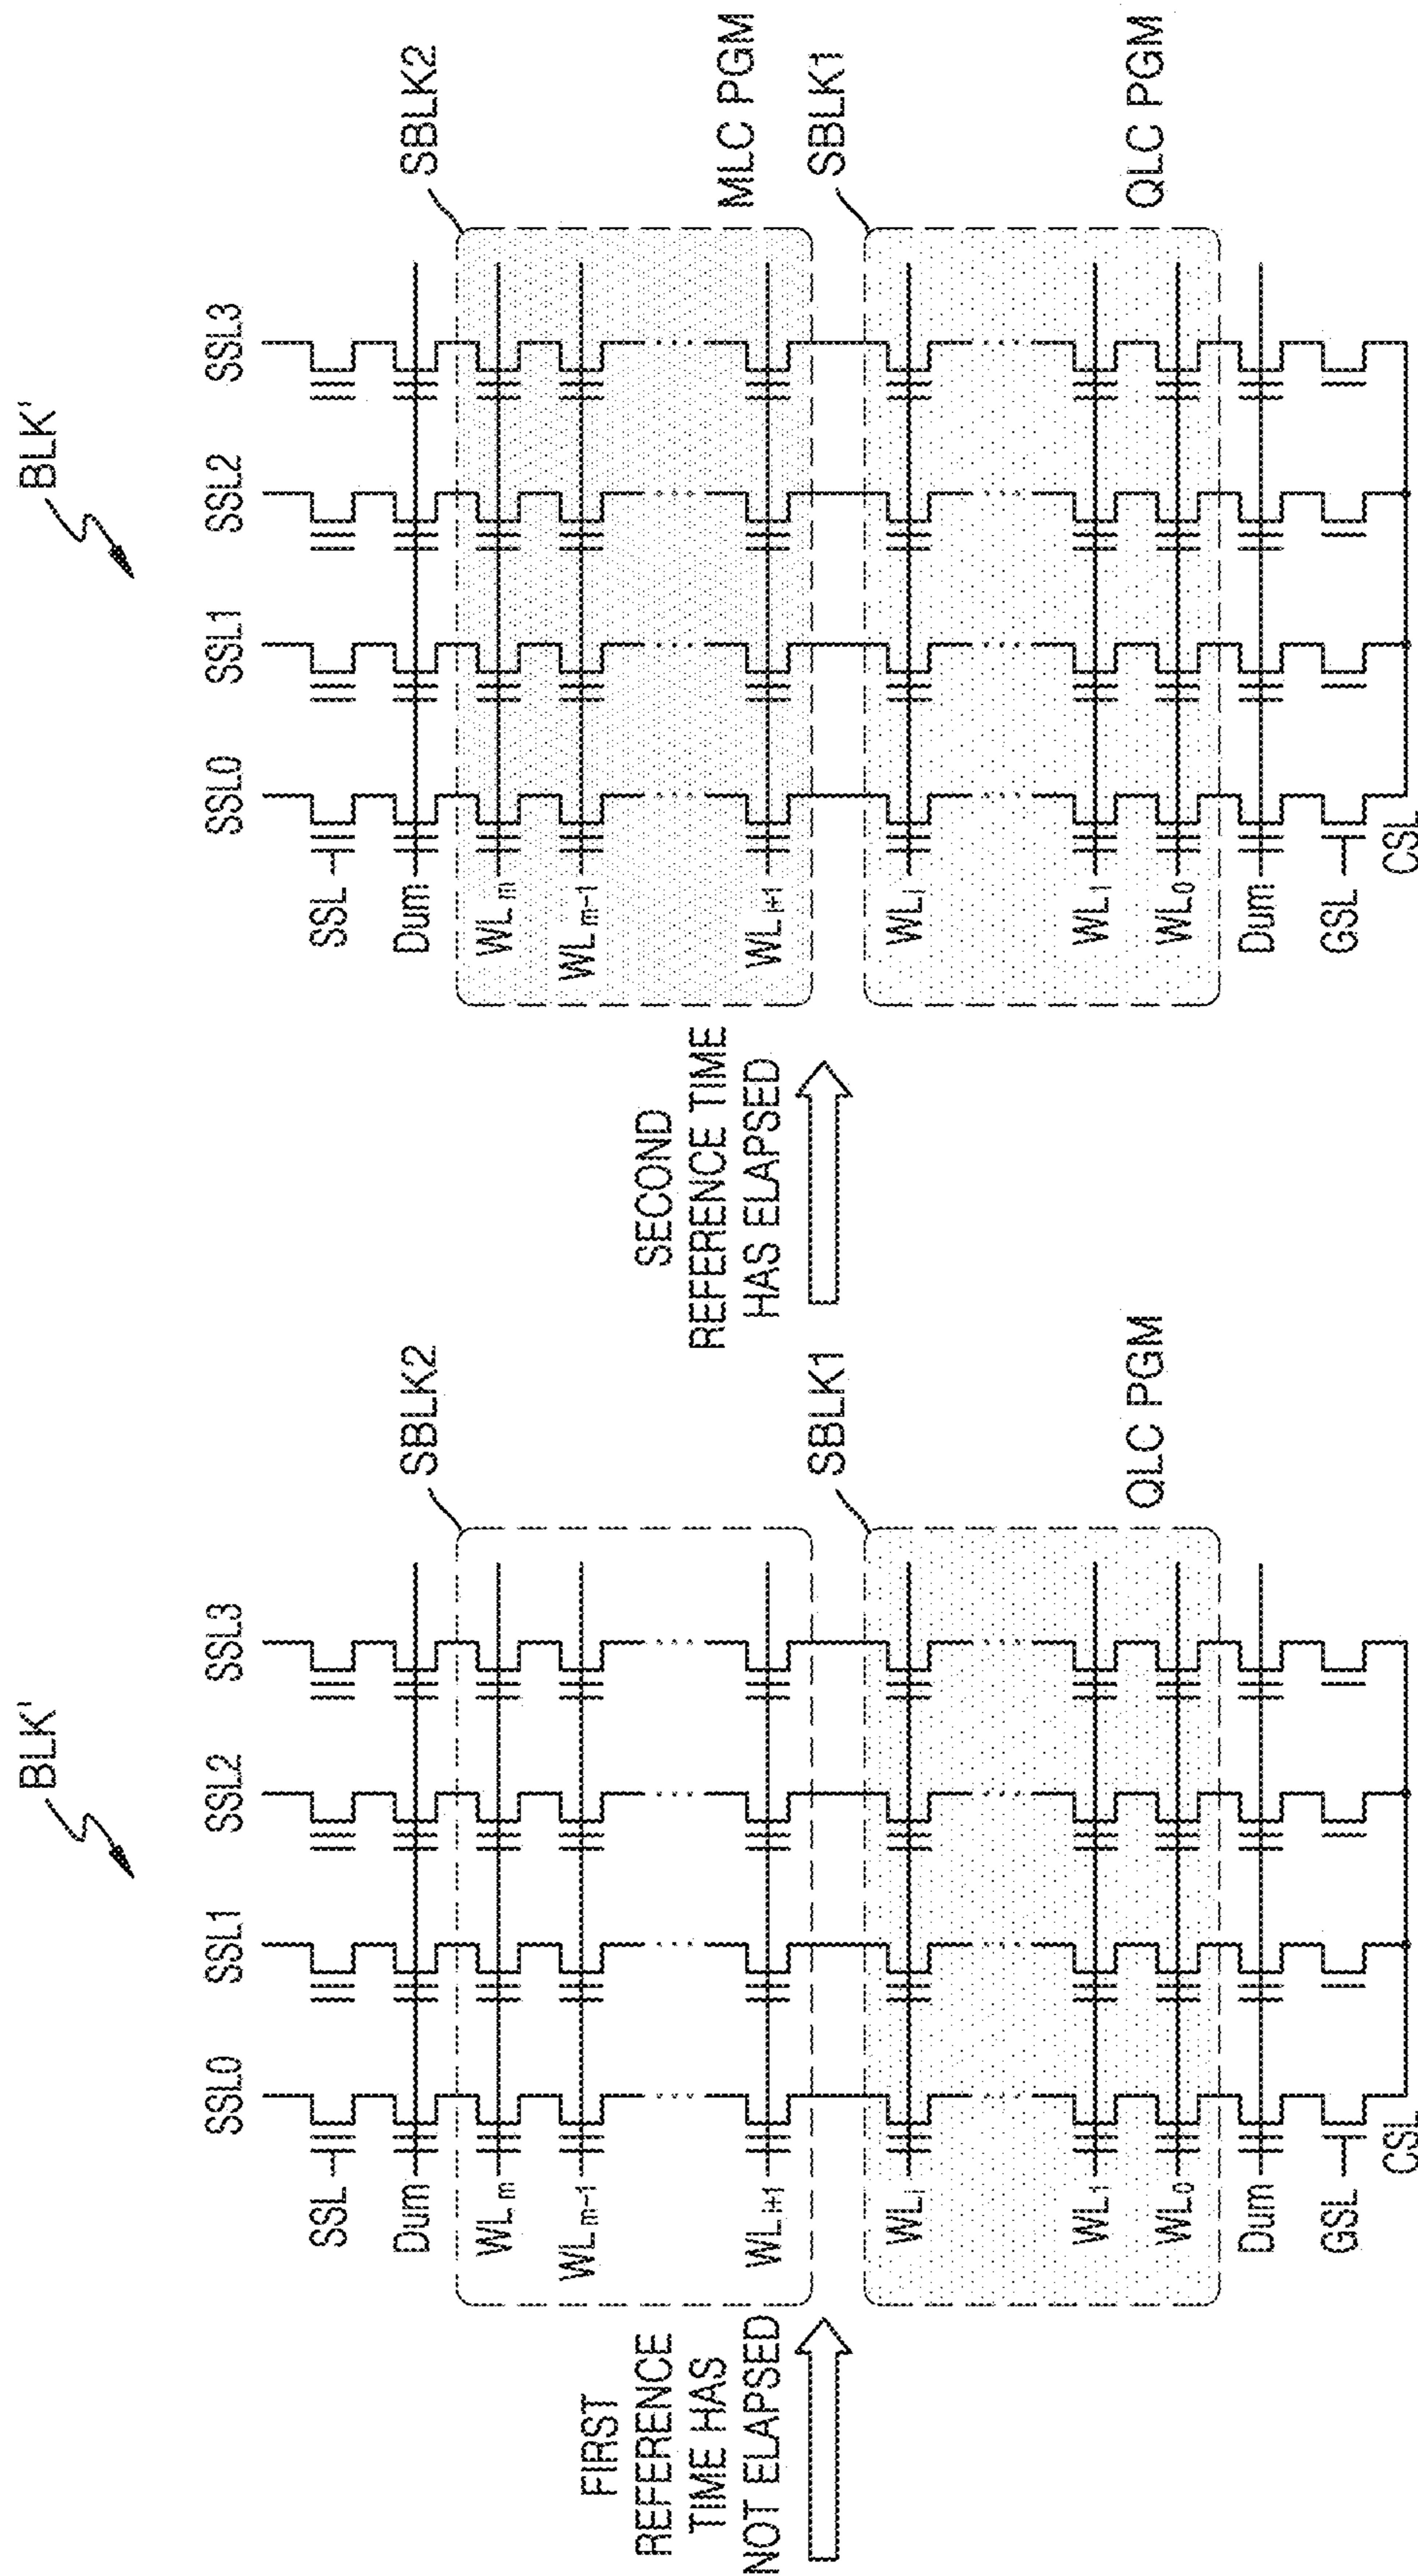 FIRST
REFERENCE
TIME HAS
NOT ELAPSED
BLK'
SSL0 SSL1 SSL2 SSL3
SSL
Dum
WLm
WLm-1
WLi+1
WLi
WL1
WL0
Dum
GSL
CSL
SBLK2
SBLK1
QLC PGM
SECOND
REFERENCE TIME
HAS ELAPSED
BLK'
SSL0 SSL1 SSL2 SSL3
SSL
Dum
WLm
WLm-1
WLi+1
WLi
WL1
WL0
Dum
GSL
CSL
SBLK2
MLC PGM
SBLK1
QLC PGM